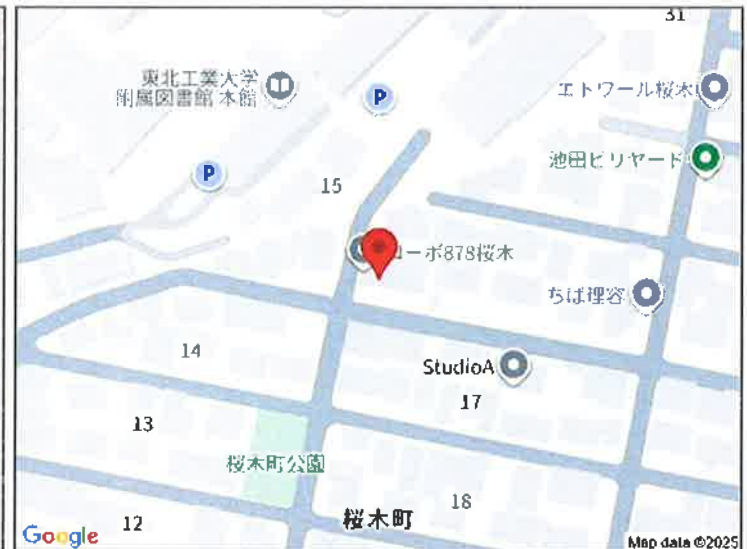 31
東北工業大学
附属図書館 本館
P
エトワール桜木
池田ビリヤード
P
15
コーポ878桜木
ちば理容
14
StudioA
17
13
桜木町公園
18
12
桜木町
Google
Map data ©2025